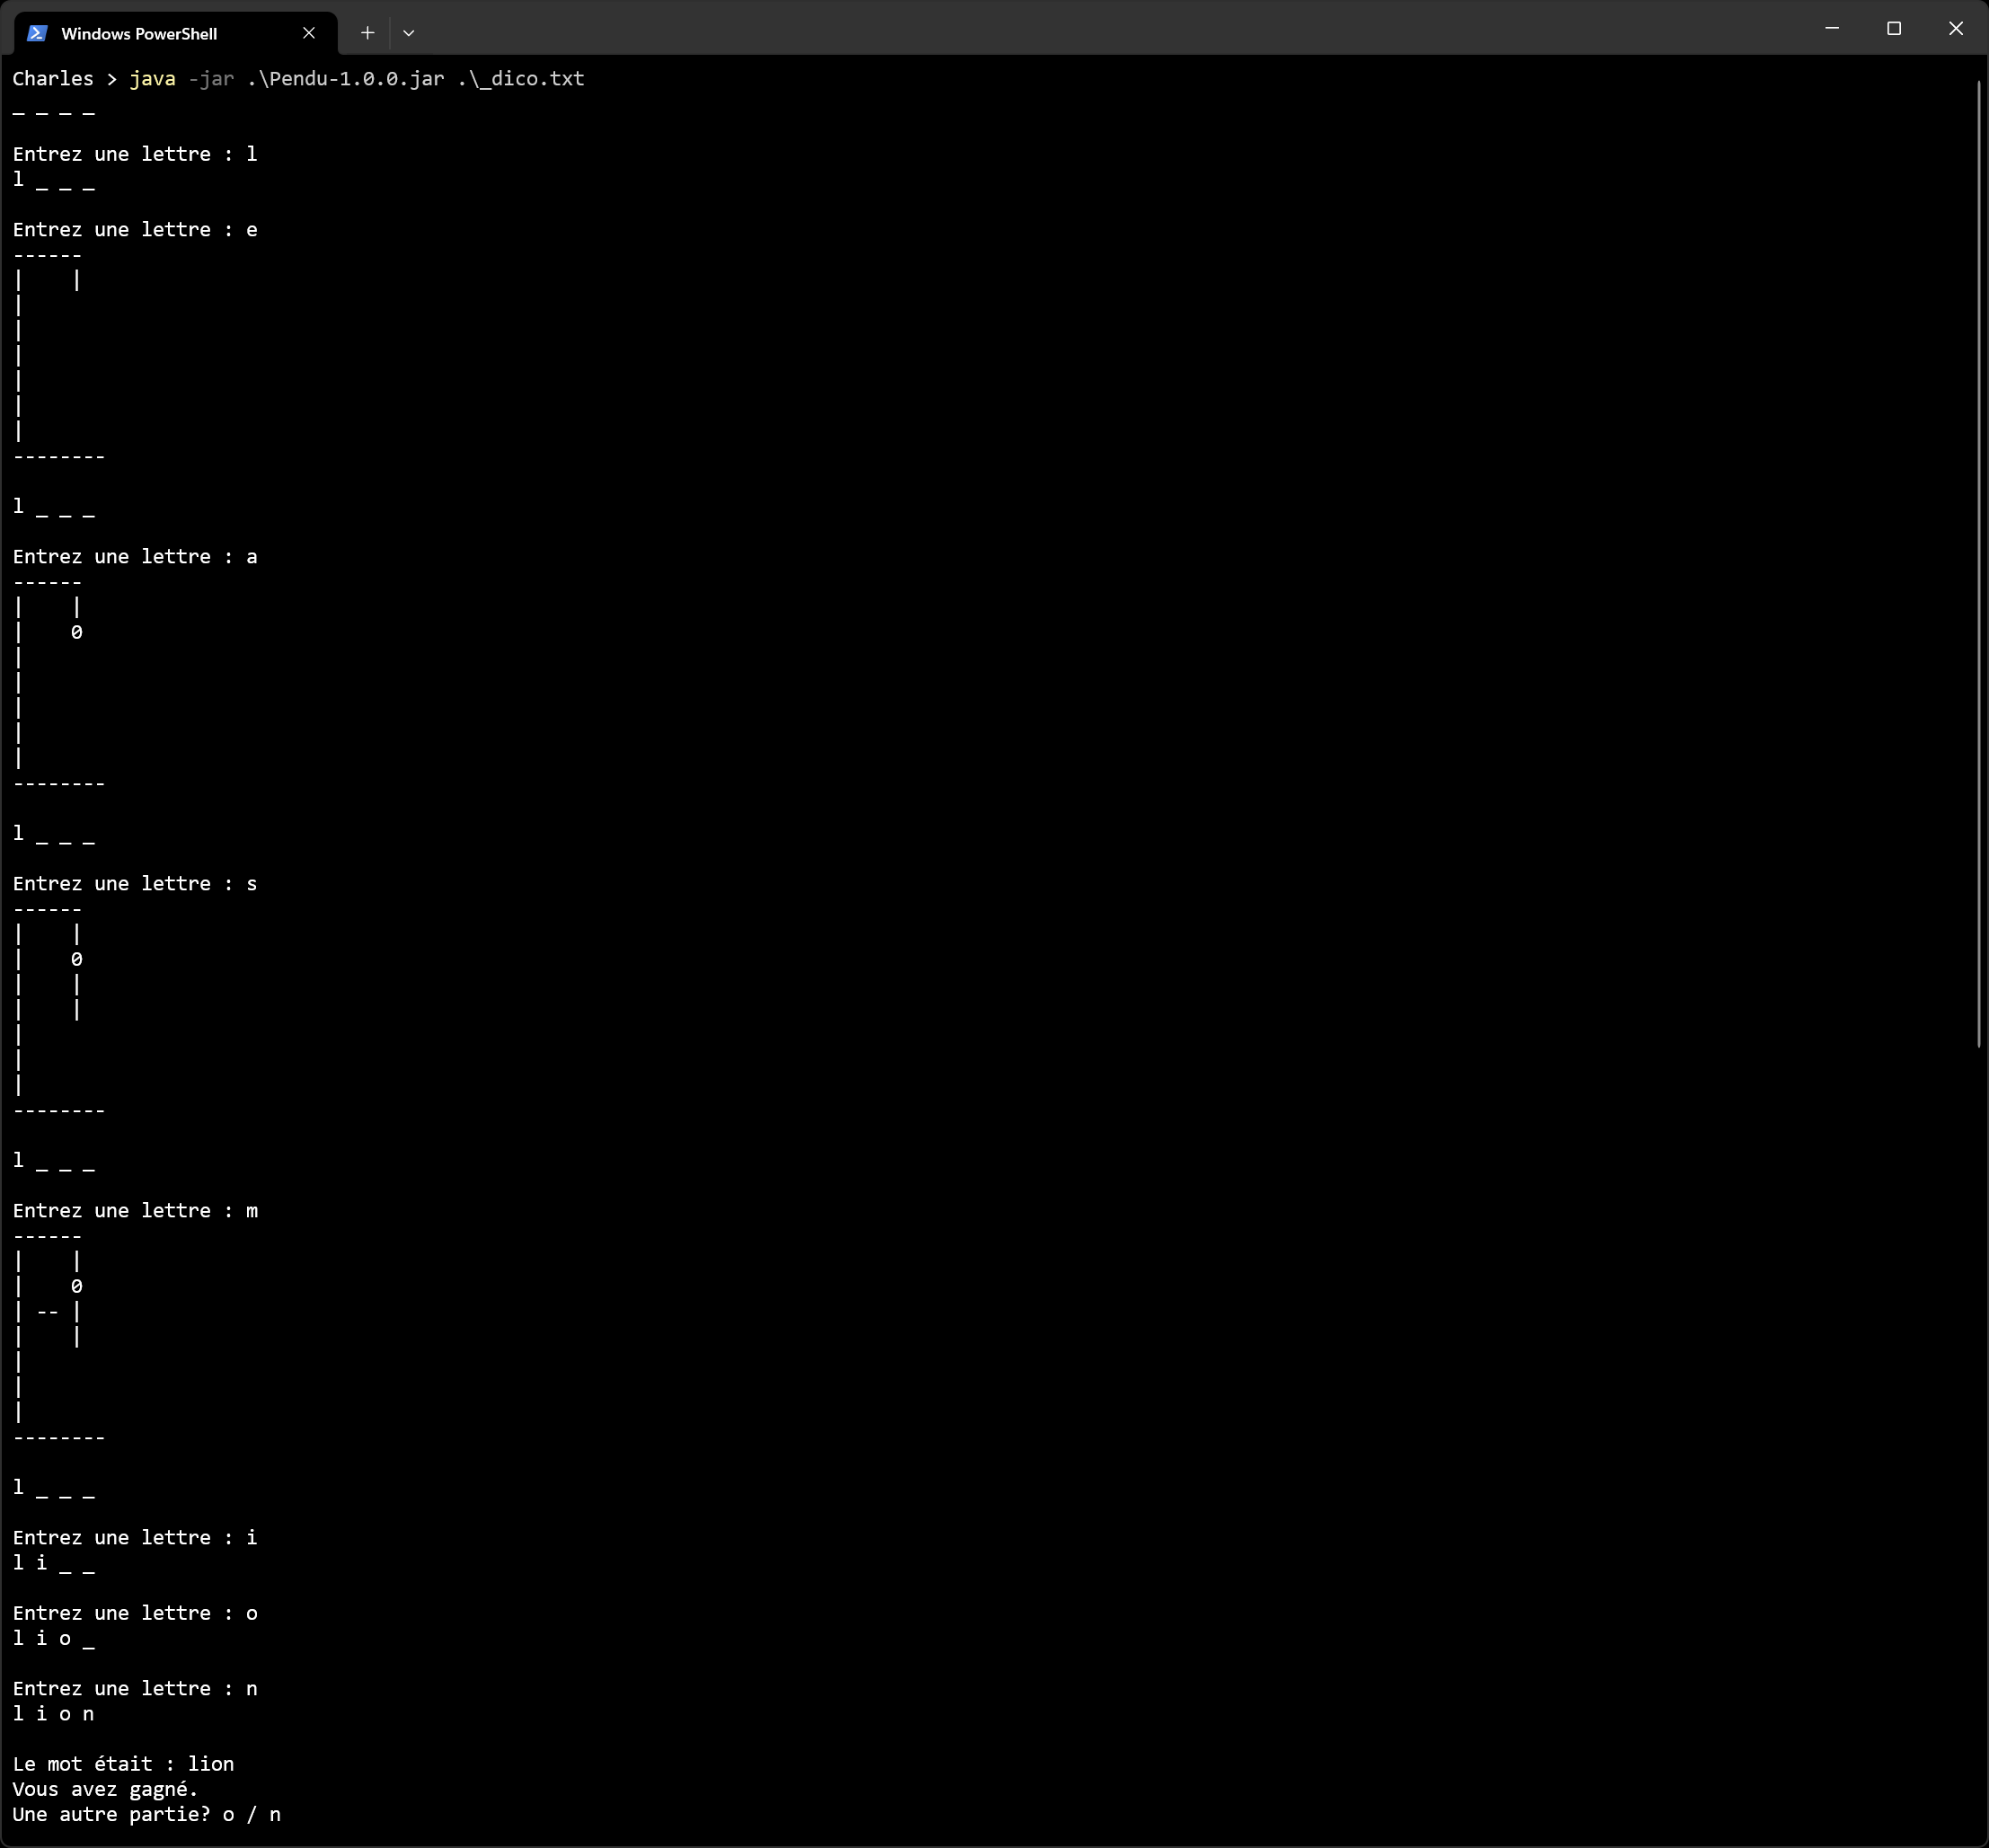 Windows PowerShell
Charles > java -jar .\Pendu-1.0.0.jar .\_dico.txt
_ _ _ _
Entrez une lettre : l
l _ _ _
Entrez une lettre : e
------
|    |
|
|
|
|
|
|
--------
l _ _ _
Entrez une lettre : a
------
|    |
|    0
|
|
|
|
|
--------
l _ _ _
Entrez une lettre : s
------
|    |
|    0
|    |
|    |
|
|
|
--------
l _ _ _
Entrez une lettre : m
------
|    |
|    0
| -- |
|    |
|
|
|
--------
l _ _ _
Entrez une lettre : i
l i _ _
Entrez une lettre : o
l i o _
Entrez une lettre : n
l i o n
Le mot était : lion
Vous avez gagné.
Une autre partie? o / n